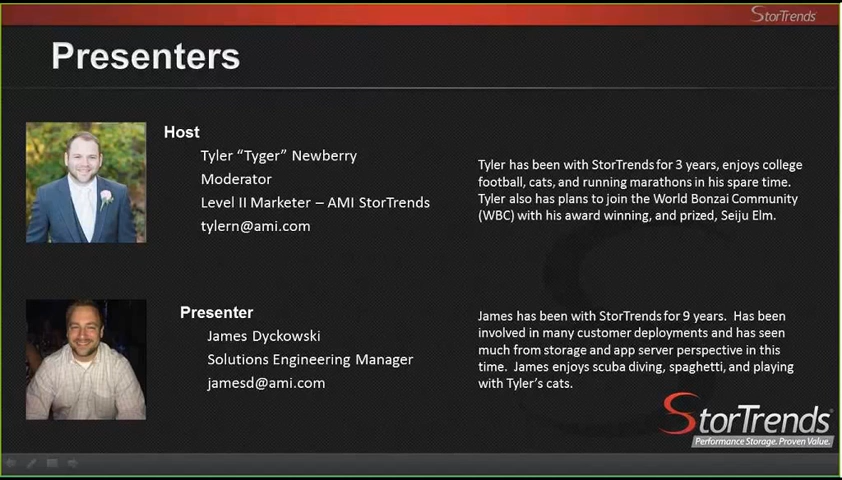 StorTrends
Presenters
Host
Tyler “Tyger” Newberry
Moderator
Level II Marketer – AMI StorTrends
tylern@ami.com
Tyler has been with StorTrends for 3 years, enjoys college
football, cats, and running marathons in his spare time.
Tyler also has plans to join the World Bonzai Community
(WBC) with his award winning, and prized, Seiju Elm.
Presenter
James Dyckowski
Solutions Engineering Manager
jamesd@ami.com
James has been with StorTrends for 9 years. Has been
involved in many customer deployments and has seen
much from storage and app server perspective in this
time. James enjoys scuba diving, spaghetti, and playing
with Tyler’s cats.
StorTrends®
Performance Storage. Proven Value.